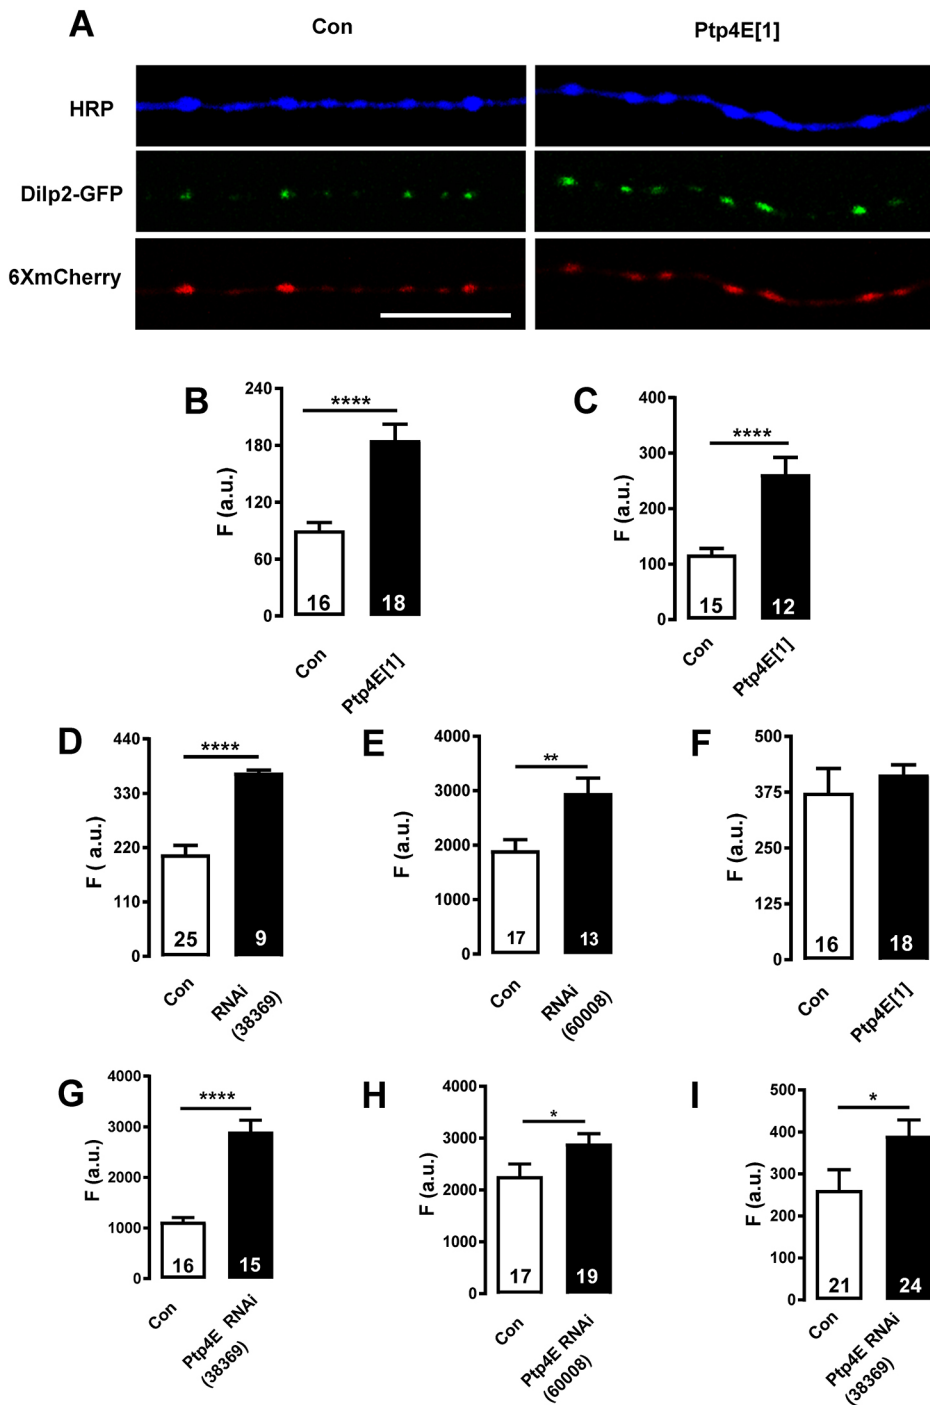 A
Con
Ptp4E[1]
HRP
Dilp2-GFP
6XmCherry
B
240
180
120
60
0
F (a.u.)
****
16
18
Con
Ptp4E[1]
C
400
300
200
100
0
F (a.u.)
****
15
12
Con
Ptp4E[1]
D
440
330
220
110
0
F ( a.u.)
****
25
9
Con
RNAi
(38369)
E
4000
3000
2000
1000
0
F (a.u.)
**
17
13
Con
RNAi
(60008)
F
500
375
250
125
0
F (a.u.)
16
18
Con
Ptp4E[1]
G
4000
3000
2000
1000
0
F (a.u.)
****
16
15
Con
Ptp4E RNAi
(38369)
H
4000
3000
2000
1000
0
F (a.u.)
*
17
19
Con
Ptp4E RNAi
(60008)
I
500
400
300
200
100
0
F (a.u.)
*
21
24
Con
Ptp4E RNAi
(38369)